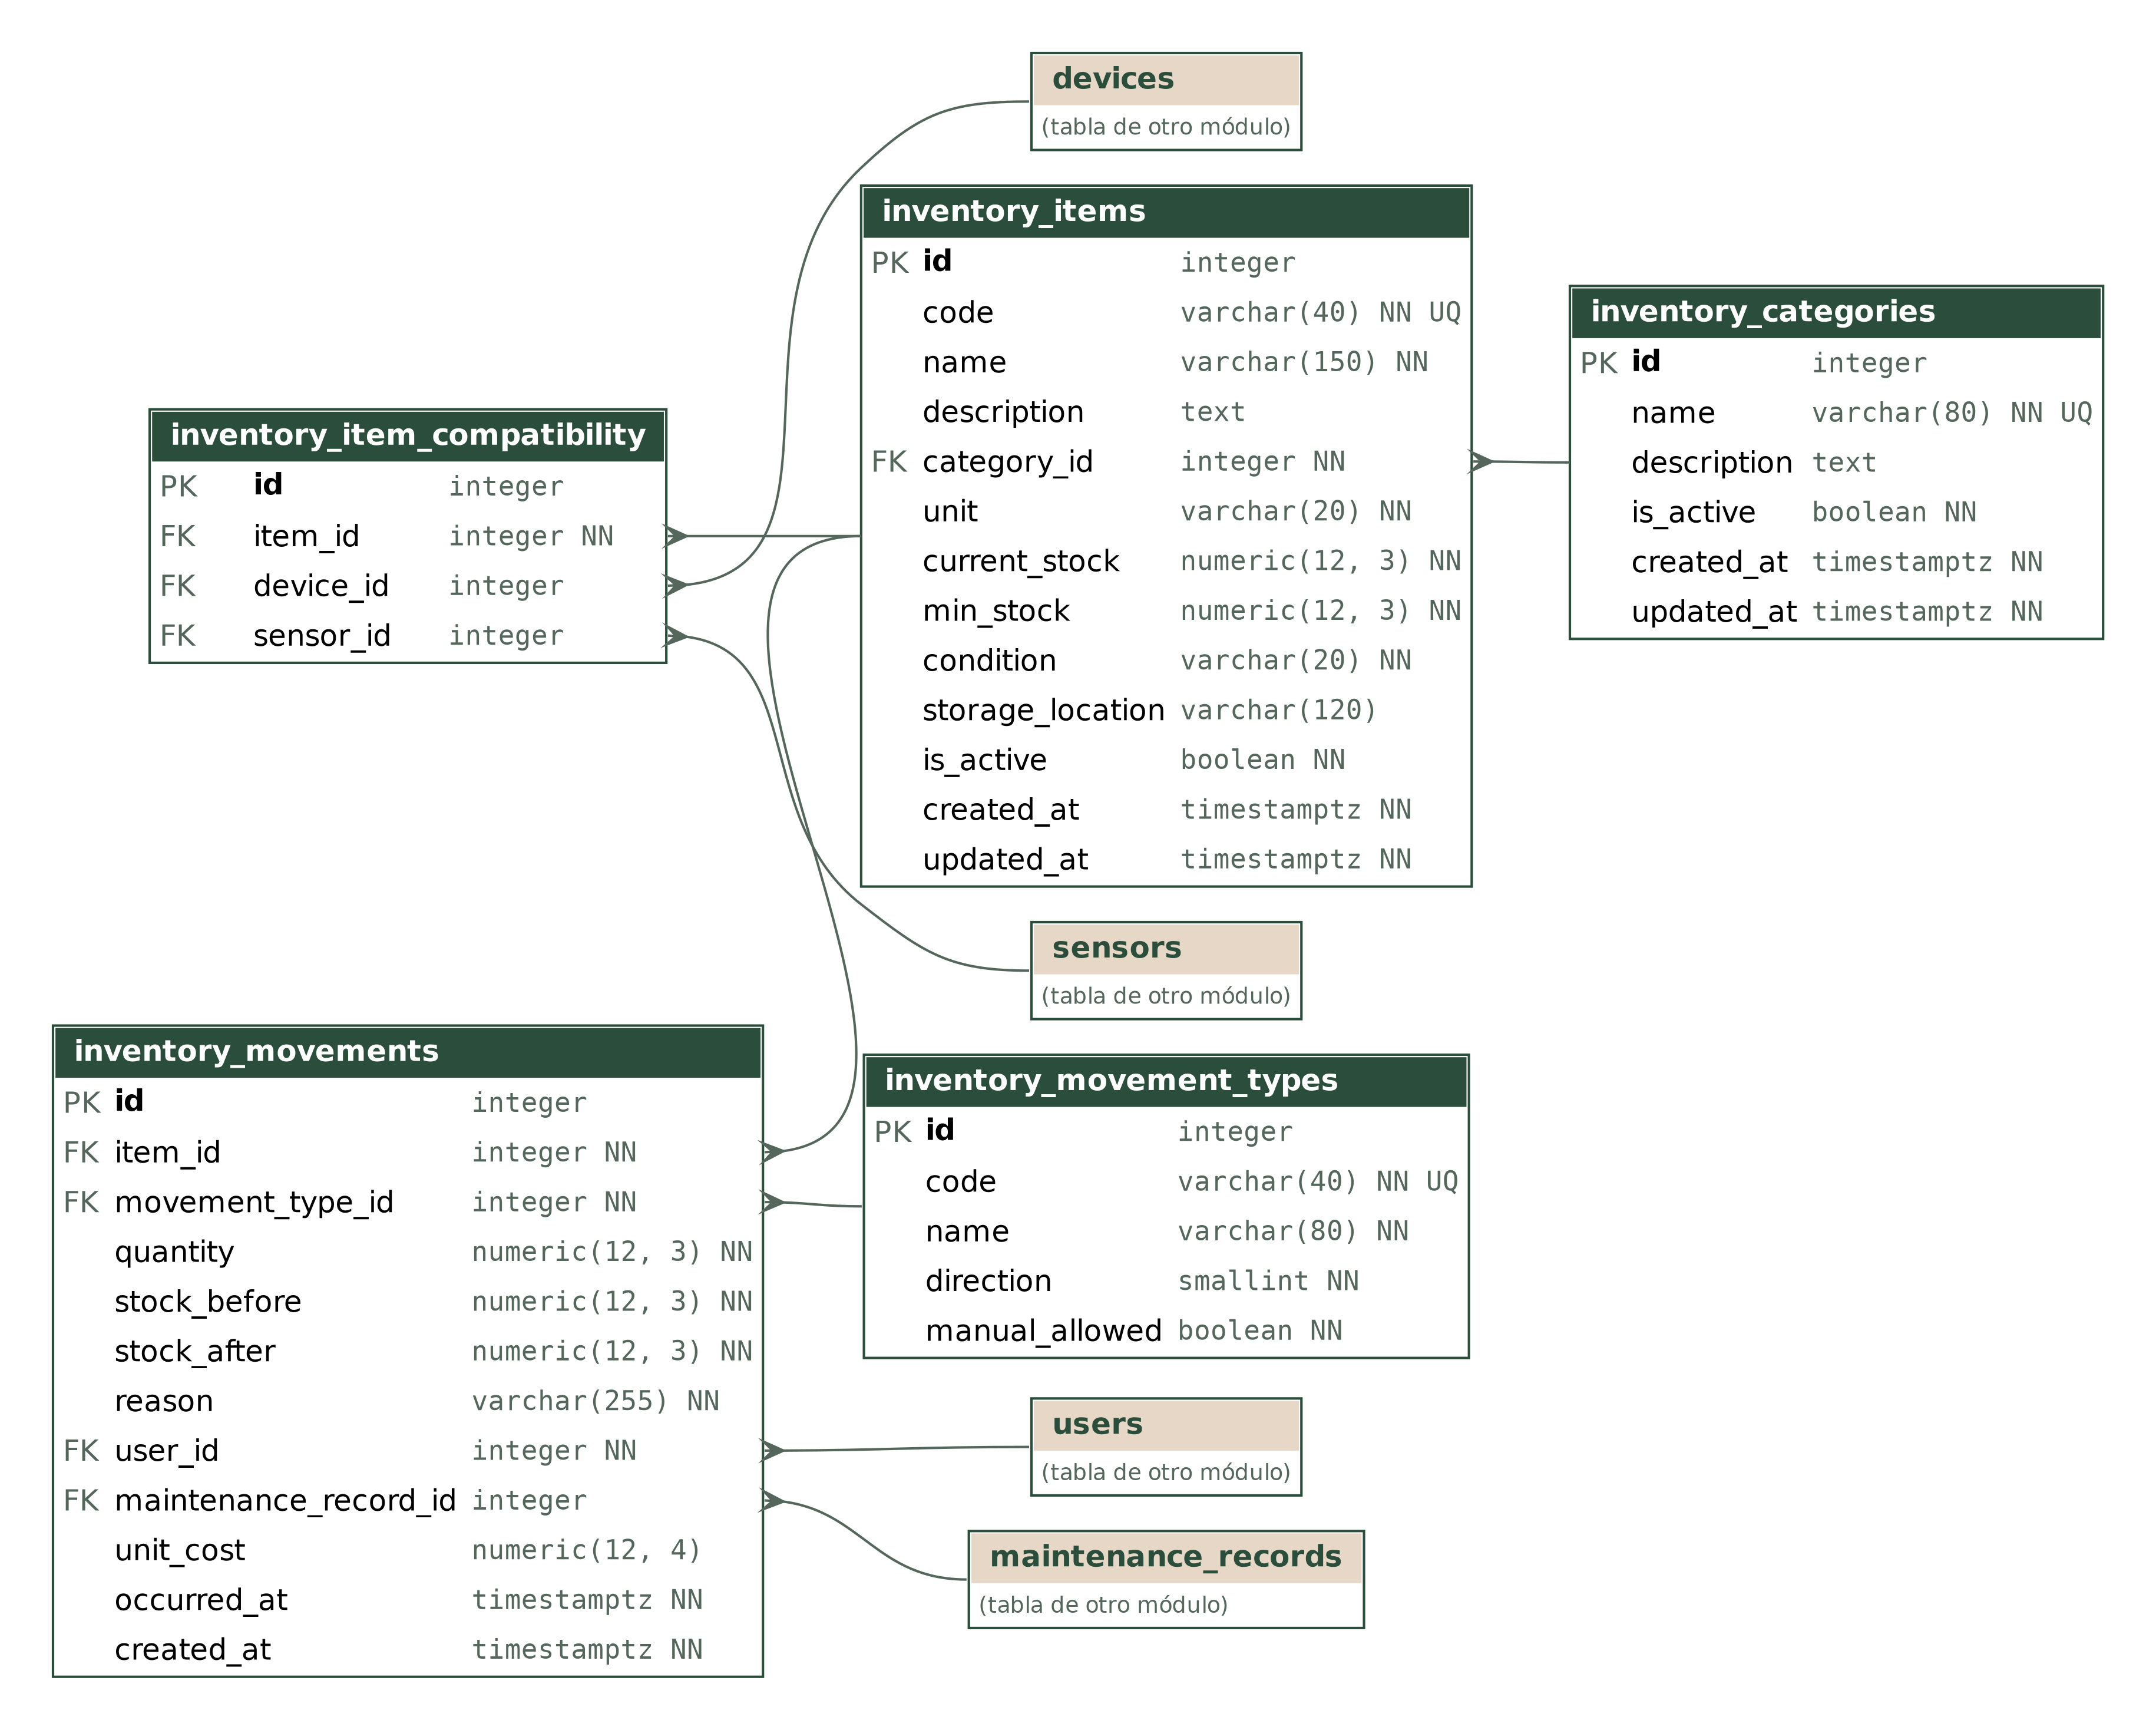 devices
(tabla de otro módulo)
inventory_items
PK id integer
code varchar(40) NN UQ
name varchar(150) NN
description text
FK category_id integer NN
unit varchar(20) NN
current_stock numeric(12, 3) NN
min_stock numeric(12, 3) NN
condition varchar(20) NN
storage_location varchar(120)
is_active boolean NN
created_at timestamptz NN
updated_at timestamptz NN
inventory_categories
PK id integer
name varchar(80) NN UQ
description text
is_active boolean NN
created_at timestamptz NN
updated_at timestamptz NN
inventory_item_compatibility
PK id integer
FK item_id integer NN
FK device_id integer
FK sensor_id integer
sensors
(tabla de otro módulo)
inventory_movements
PK id integer
FK item_id integer NN
FK movement_type_id integer NN
quantity numeric(12, 3) NN
stock_before numeric(12, 3) NN
stock_after numeric(12, 3) NN
reason varchar(255) NN
FK user_id integer NN
FK maintenance_record_id integer
unit_cost numeric(12, 4)
occurred_at timestamptz NN
created_at timestamptz NN
inventory_movement_types
PK id integer
code varchar(40) NN UQ
name varchar(80) NN
direction smallint NN
manual_allowed boolean NN
users
(tabla de otro módulo)
maintenance_records
(tabla de otro módulo)